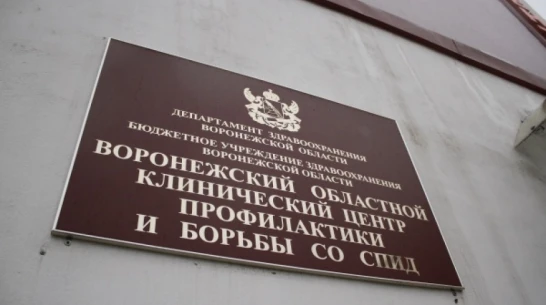 ДЕПАРТАМЕНТ ЗДРАВООХРАНЕНИЯ
ВОРОНЕЖСКОЙ ОБЛАСТИ
БЮДЖЕТНОЕ УЧРЕЖДЕНИЕ ЗДРАВООХРАНЕНИЯ
ВОРОНЕЖСКОЙ ОБЛАСТИ
ВОРОНЕЖСКИЙ ОБЛАСТНОЙ
КЛИНИЧЕСКИЙ ЦЕНТР
ПРОФИЛАКТИКИ
И БОРЬБЫ СО СПИД